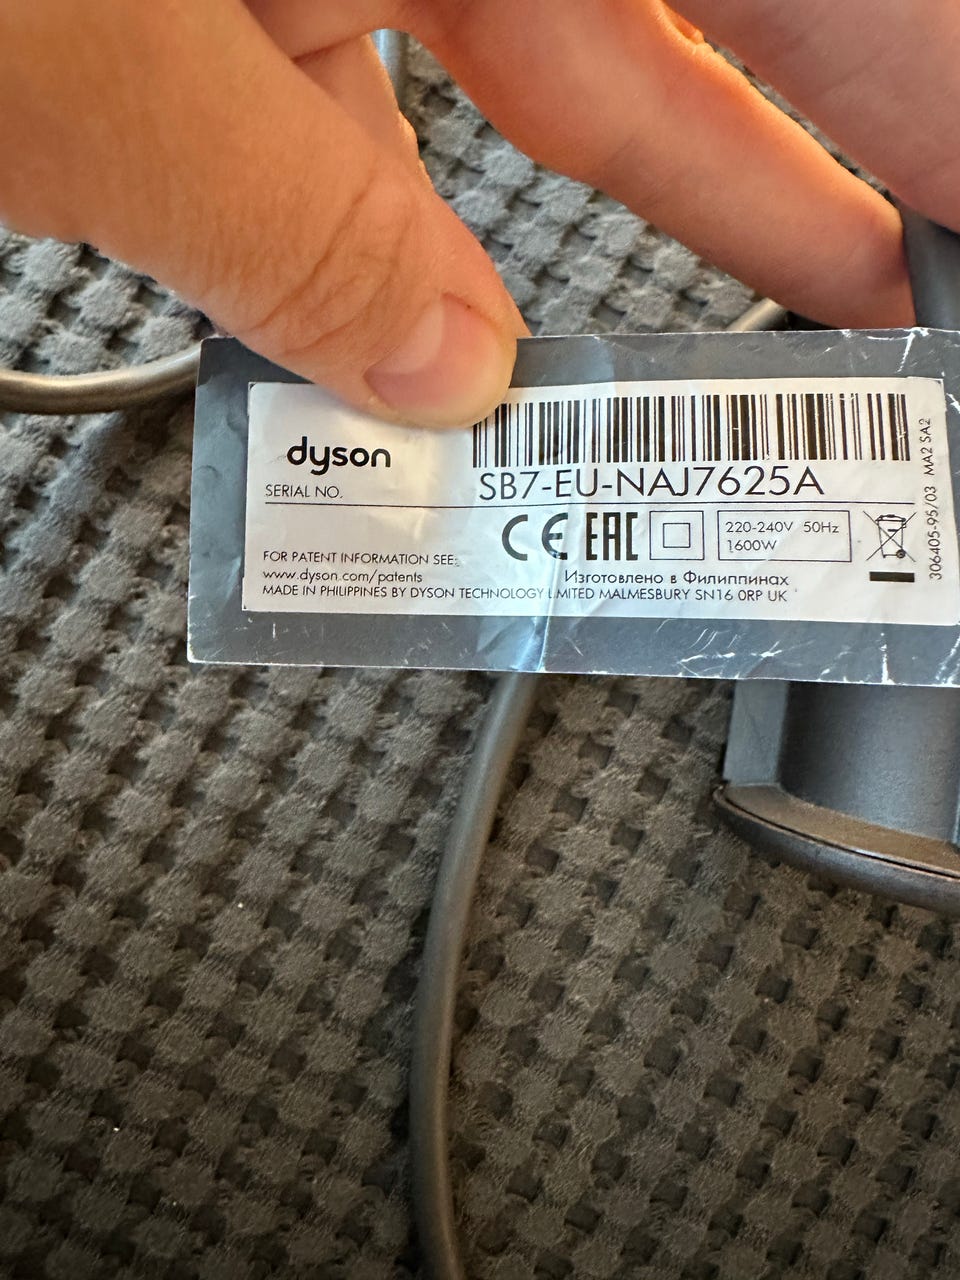 dyson
SERIAL NO.
SB7-EU-NAJ7625A
CE EAC
220-240V 50Hz
1600W
FOR PATENT INFORMATION SEE:
www.dyson.com/patents
Изготовлено в Филиппинах
MADE IN PHILIPPINES BY DYSON TECHNOLOGY LIMITED MALMESBURY SN16 0RP UK
306405-95/03 MA2 SA2